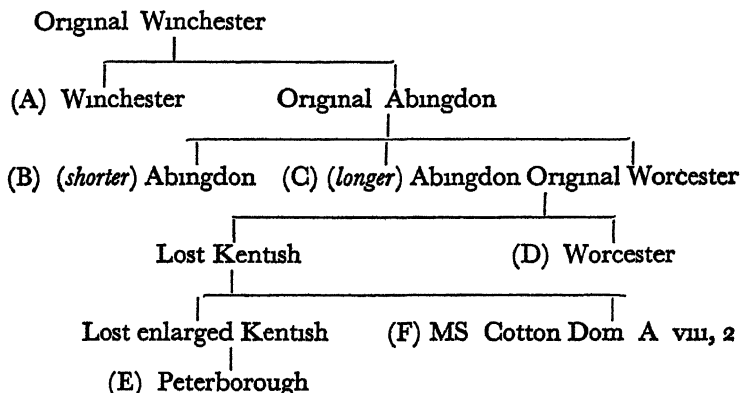 Original Winchester
(A) Winchester Original Abingdon
(B) (shorter) Abingdon (C) (longer) Abingdon Original Worcester
Lost Kentish (D) Worcester
Lost enlarged Kentish (F) MS Cotton Dom A viii, 2
(E) Peterborough